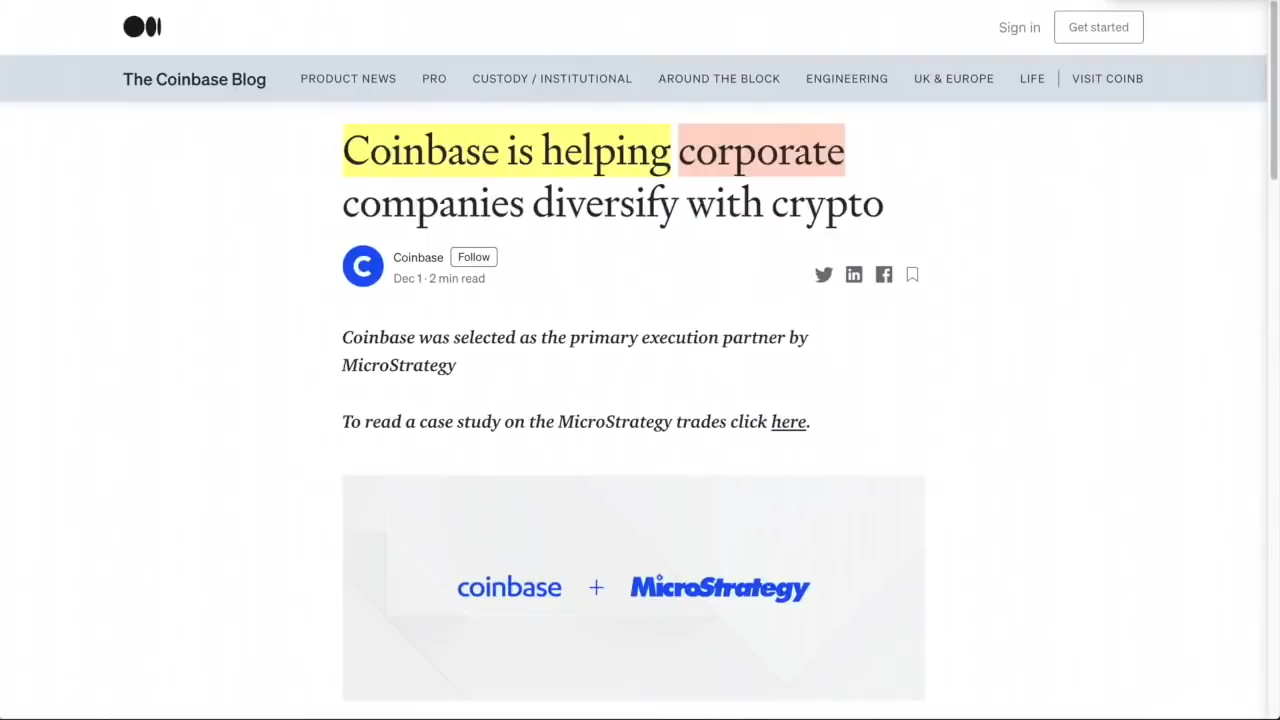 Sign in
Get started
The Coinbase Blog
PRODUCT NEWS
PRO
CUSTODY / INSTITUTIONAL
AROUND THE BLOCK
ENGINEERING
UK & EUROPE
LIFE
VISIT COINB
Coinbase is helping corporate
companies diversify with crypto
Coinbase
Follow
Dec 1 · 2 min read
Coinbase was selected as the primary execution partner by
MicroStrategy
To read a case study on the MicroStrategy trades click here.
coinbase + MicroStrategy